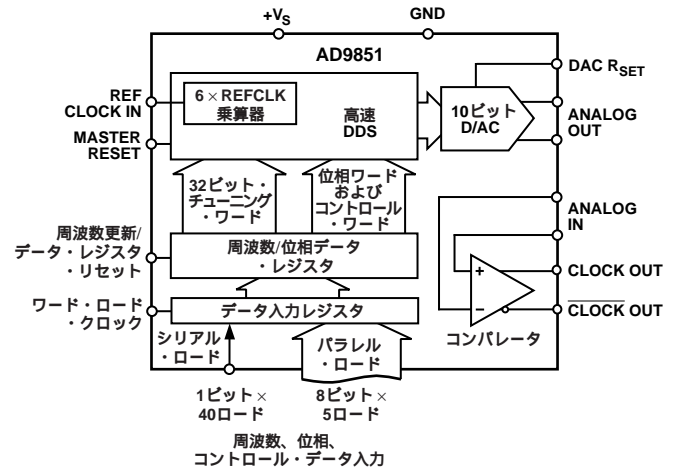 +VS
GND
AD9851
DAC RSET
REF
CLOCK IN
6 × REFCLK
乗算器
高速
DDS
10ビット
D/AC
ANALOG
OUT
MASTER
RESET
32ビット・
チューニング
・ワード
位相ワード
および
コントロール・
ワード
ANALOG
IN
周波数更新/
データ・レジスタ
・リセット
周波数/位相データ
・レジスタ
+
CLOCK OUT
ワード・ロード
・クロック
データ入力レジスタ
−
CLOCK OUT
シリアル
・ロード
パラレル
・ロード
コンパレータ
1ビット×
40ロード
8ビット×
5ロード
周波数、位相、
コントロール・データ入力